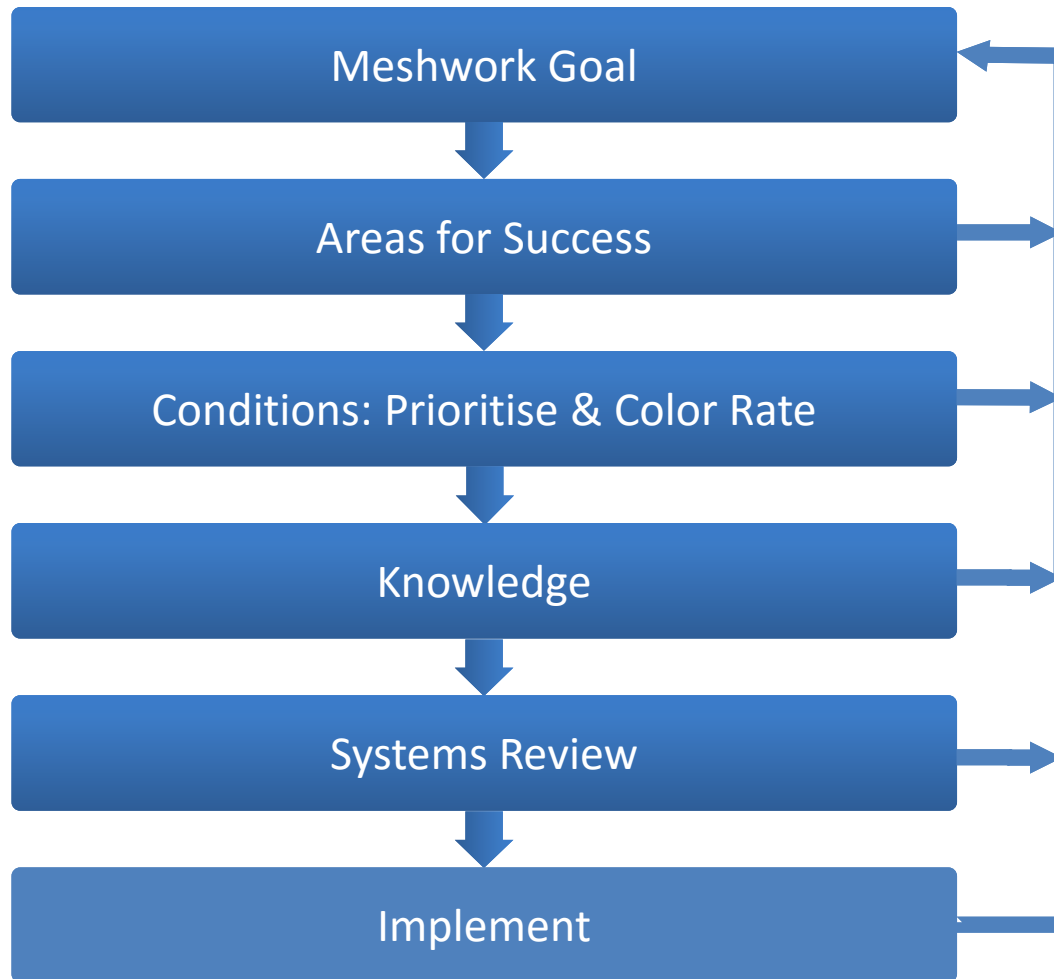 Meshwork Goal
Areas for Success
Conditions: Prioritise & Color Rate
Knowledge
Systems Review
Implement